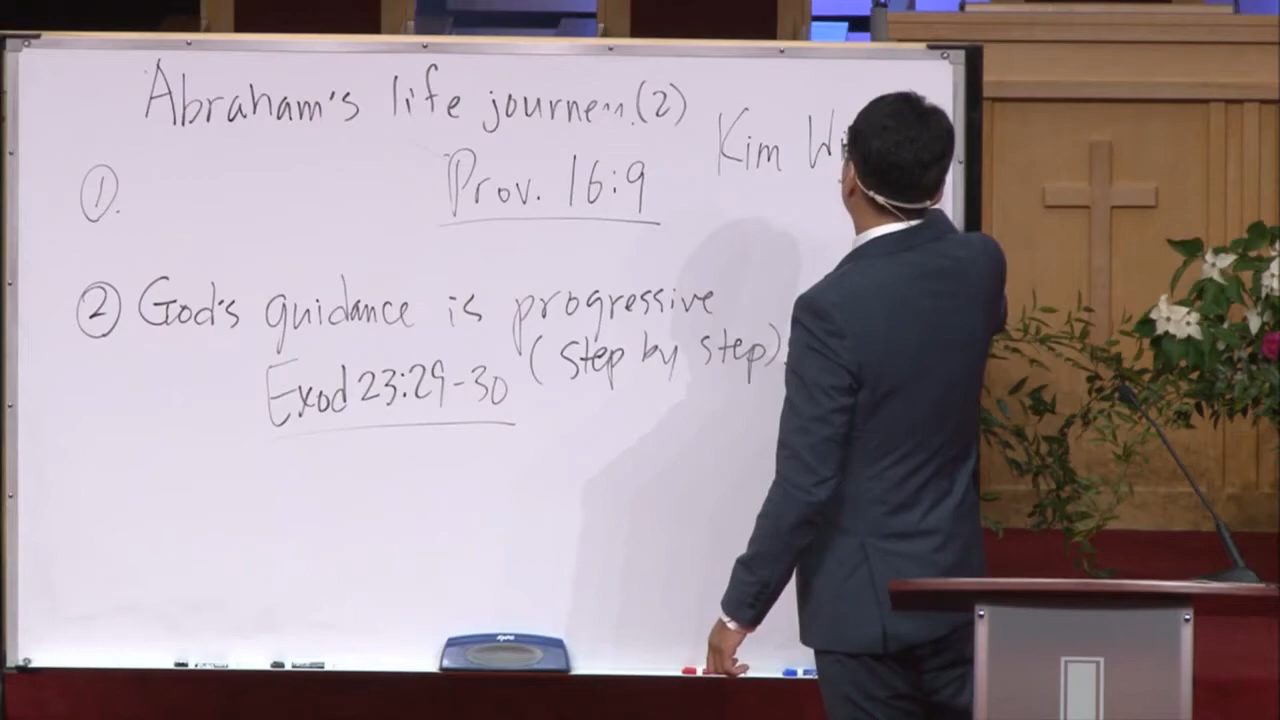 Abraham's life journey.(2)
Kim
①.
Prov. 16:9
② God's guidance is progressive
(step by step).
Exod 23:29-30